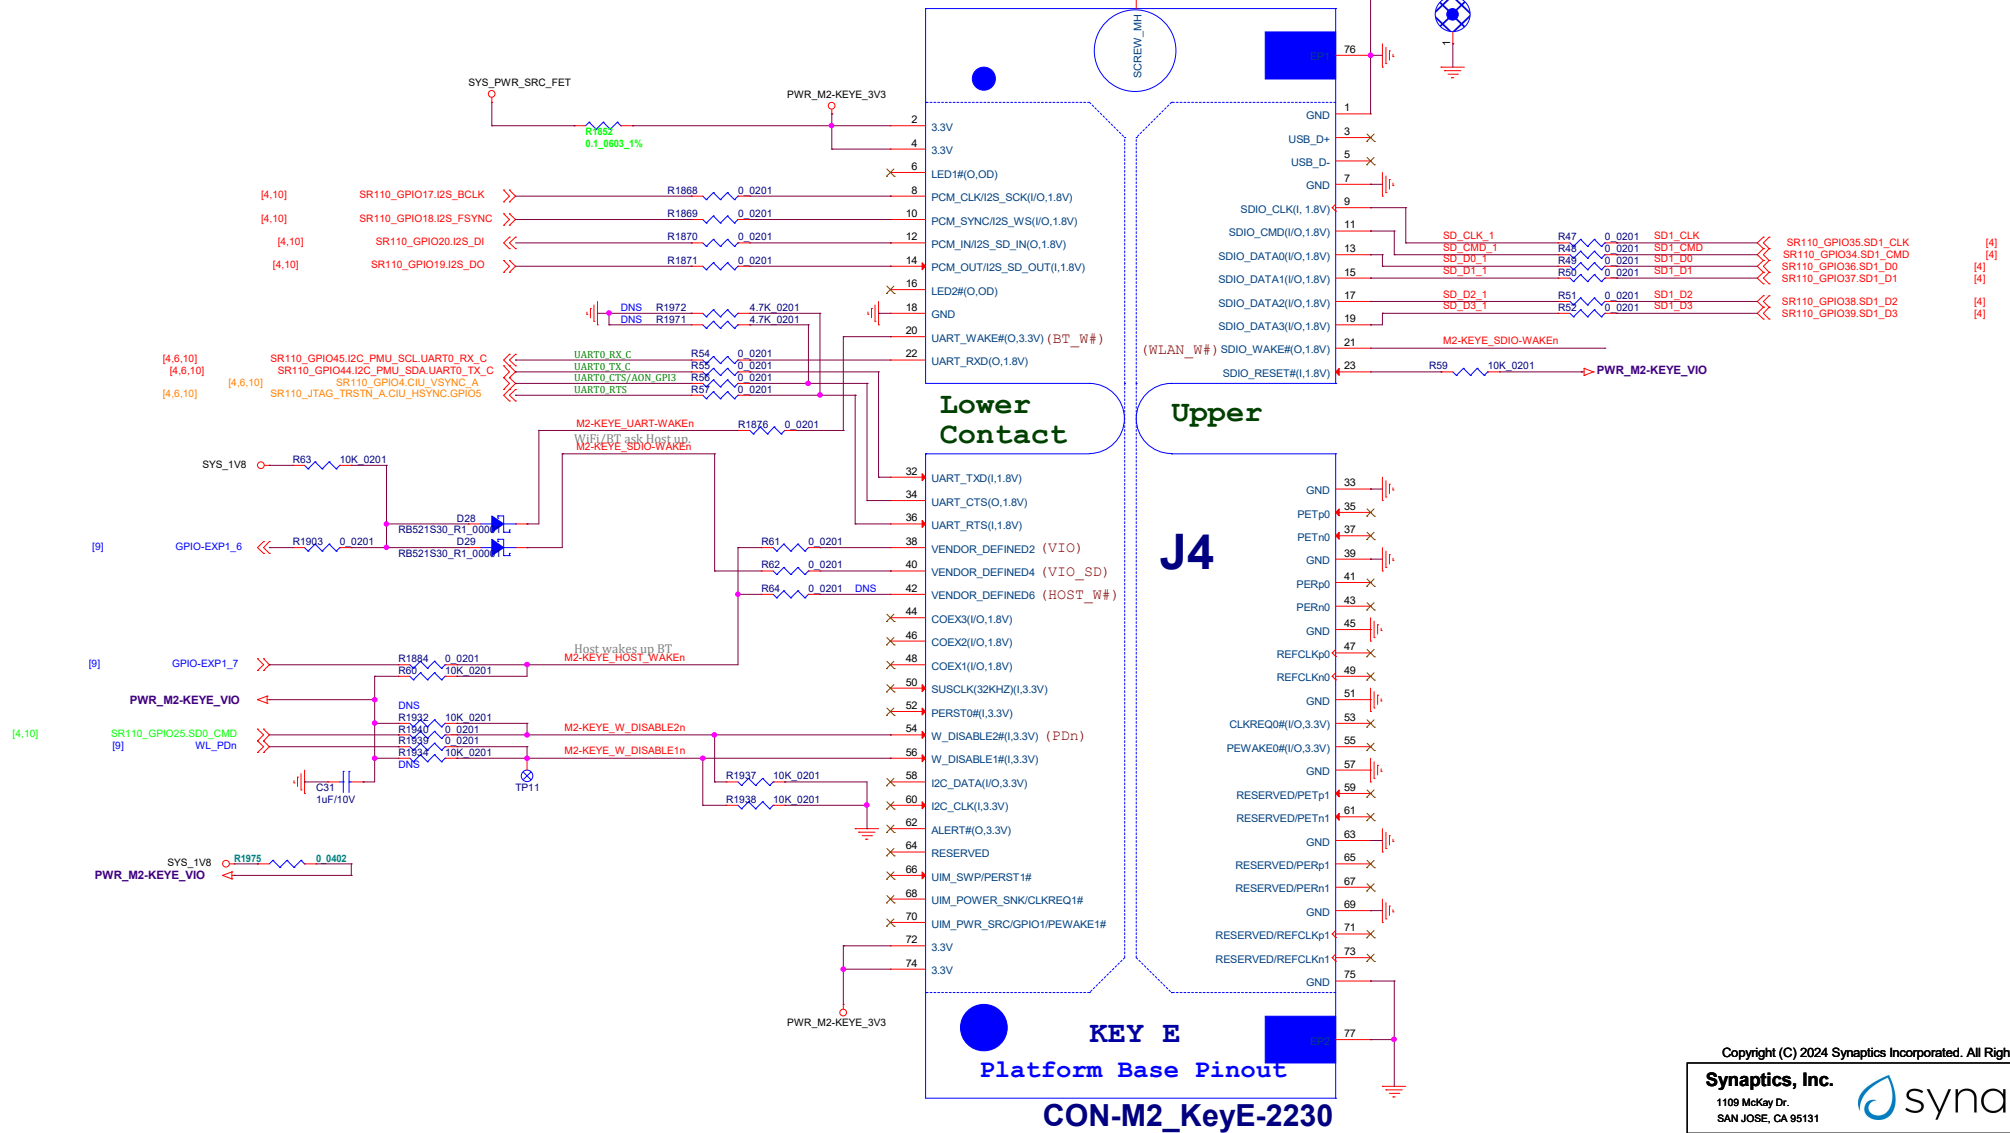 SCREW_MH
EP1
76
1
SYS_PWR_SRC_FET
PWR_M2-KEYE_3V3
R1652
0.1_0603_1%
2 3.3V
4 3.3V
6 LED1#(O,OD)
[4,10] SR110_GPIO17.I2S_BCLK R1868 0_0201 8 PCM_CLK/I2S_SCK(I/O,1.8V)
[4,10] SR110_GPIO18.I2S_FSYNC R1869 0_0201 10 PCM_SYNC/I2S_WS(I/O,1.8V)
[4,10] SR110_GPIO20.I2S_DI R1870 0_0201 12 PCM_IN/I2S_SD_IN(O,1.8V)
[4,10] SR110_GPIO19.I2S_DO R1871 0_0201 14 PCM_OUT/I2S_SD_OUT(I,1.8V)
16 LED2#(O,OD)
DNS R1972 4.7K_0201 18 GND
DNS R1971 4.7K_0201
20 UART_WAKE#(O,3.3V) (BT_W#)
[4,6,10] SR110_GPIO45.I2C_PMU_SCL.UART0_RX_C UART0_RX_C R54 0_0201 22 UART_RXD(O,1.8V)
[4,6,10] SR110_GPIO44.I2C_PMU_SDA.UART0_TX_C UART0_TX_C R55 0_0201
[4,6,10] SR110_GPIO4.CIU_VSYNC_A UART0_CTS/AON_GPI3 R56 0_0201
[4,6,10] SR110_JTAG_TRSTN_A.CIU_HSYNC.GPIO5 UART0_RTS R57 0_0201
GND 1
USB_D+ 3
USB_D- 5
GND 7
SDIO_CLK(I, 1.8V) 9
SDIO_CMD(I/O,1.8V) 11
SDIO_DATA0(I/O,1.8V) 13
SDIO_DATA1(I/O,1.8V) 15
SDIO_DATA2(I/O,1.8V) 17
SDIO_DATA3(I/O,1.8V) 19
(WLAN_W#) SDIO_WAKE#(O,1.8V) 21 M2-KEYE_SDIO-WAKEn
SDIO_RESET#(I,1.8V) 23 R59 10K_0201 PWR_M2-KEYE_VIO
SD_CLK_1 R47 0_0201 SD1_CLK SR110_GPIO35.SD1_CLK [4]
SD_CMD_1 R48 0_0201 SD1_CMD SR110_GPIO34.SD1_CMD [4]
SD_D0_1 R49 0_0201 SD1_D0 SR110_GPIO36.SD1_D0 [4]
SD_D1_1 R50 0_0201 SD1_D1 SR110_GPIO37.SD1_D1 [4]
SD_D2_1 R51 0_0201 SD1_D2 SR110_GPIO38.SD1_D2 [4]
SD_D3_1 R52 0_0201 SD1_D3 SR110_GPIO39.SD1_D3 [4]
Lower
Contact
Upper
M2-KEYE_UART-WAKEn R1876 0_0201
WiFi/BT ask Host up.
M2-KEYE_SDIO-WAKEn
SYS_1V8 R63 10K_0201
D28
RB521S30_R1_00001
[9] GPIO-EXP1_6 R1903 0_0201 D29
RB521S30_R1_00001
32 UART_TXD(I,1.8V)
34 UART_CTS(O,1.8V)
36 UART_RTS(I,1.8V)
R61 0_0201 38 VENDOR_DEFINED2 (VIO)
R62 0_0201 40 VENDOR_DEFINED4 (VIO_SD)
R64 0_0201 DNS 42 VENDOR_DEFINED6 (HOST_W#)
44 COEX3(I/O,1.8V)
46 COEX2(I/O,1.8V)
48 COEX1(I/O,1.8V)
50 SUSCLK(32KHZ)(I,3.3V)
52 PERST0#(I,3.3V)
Host wakes up BT
[9] GPIO-EXP1_7 R1884 0_0201 M2-KEYE_HOST_WAKEn
R60 10K_0201
PWR_M2-KEYE_VIO
DNS
R1932 10K_0201
[4,10] SR110_GPIO25.SD0_CMD R1940 0_0201 M2-KEYE_W_DISABLE2n 54 W_DISABLE2#(I,3.3V) (PDn)
[9] WL_PDn R1939 0_0201
R1934 10K_0201 M2-KEYE_W_DISABLE1n 56 W_DISABLE1#(I,3.3V)
DNS
C31
1uF/10V
TP11
R1937 10K_0201 58 I2C_DATA(I/O,3.3V)
R1938 10K_0201 60 I2C_CLK(I,3.3V)
62 ALERT#(O,3.3V)
64 RESERVED
66 UIM_SWP/PERST1#
68 UIM_POWER_SNK/CLKREQ1#
70 UIM_PWR_SRC/GPIO1/PEWAKE1#
72 3.3V
74 3.3V
SYS_1V8 R1975 0_0402
PWR_M2-KEYE_VIO
PWR_M2-KEYE_3V3
J4
GND 33
PETp0 35
PETn0 37
GND 39
PERp0 41
PERn0 43
GND 45
REFCLKp0 47
REFCLKn0 49
GND 51
CLKREQ0#(I/O,3.3V) 53
PEWAKE0#(I/O,3.3V) 55
GND 57
RESERVED/PETp1 59
RESERVED/PETn1 61
GND 63
RESERVED/PERp1 65
RESERVED/PERn1 67
GND 69
RESERVED/REFCLKp1 71
RESERVED/REFCLKn1 73
GND 75
EP2 77
KEY E
Platform Base Pinout
CON-M2_KeyE-2230
Copyright (C) 2024 Synaptics Incorporated. All Righ
Synaptics, Inc.
1109 McKay Dr.
SAN JOSE, CA 95131
syna